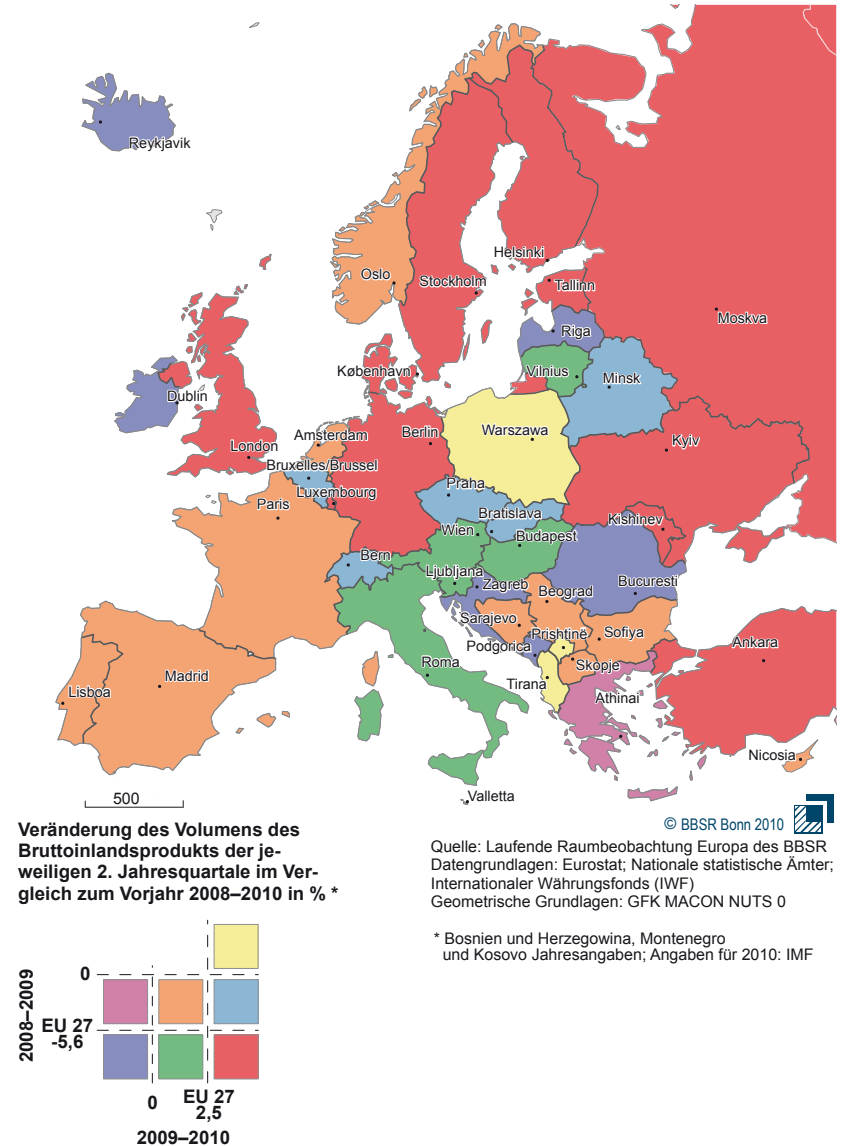 Reykjavik
Oslo
Helsinki
Stockholm
Tallinn
Moskva
Riga
København
Vilnius
Minsk
Dublin
London
Amsterdam
Berlin
Warszawa
Kyiv
Bruxelles/Brussel
Luxembourg
Praha
Paris
Bratislava
Kishinev
Wien
Budapest
Bern
Ljubljana
Zagreb
Beograd
Bucuresti
Sarajevo
Prishtinë
Sofiya
Podgorica
Skopje
Ankara
Roma
Tirana
Madrid
Lisboa
Athinai
Nicosia
Valletta
500
© BBSR Bonn 2010
Veränderung des Volumens des
Bruttoinlandsprodukts der je-
weiligen 2. Jahresquartale im Ver-
gleich zum Vorjahr 2008–2010 in % *
Quelle: Laufende Raumbeobachtung Europa des BBSR
Datengrundlagen: Eurostat; Nationale statistische Ämter;
Internationaler Währungsfonds (IWF)
Geometrische Grundlagen: GFK MACON NUTS 0
* Bosnien und Herzegowina, Montenegro
und Kosovo Jahresangaben; Angaben für 2010: IMF
2008–2009
0
EU 27
-5,6
0
EU 27
2,5
2009–2010